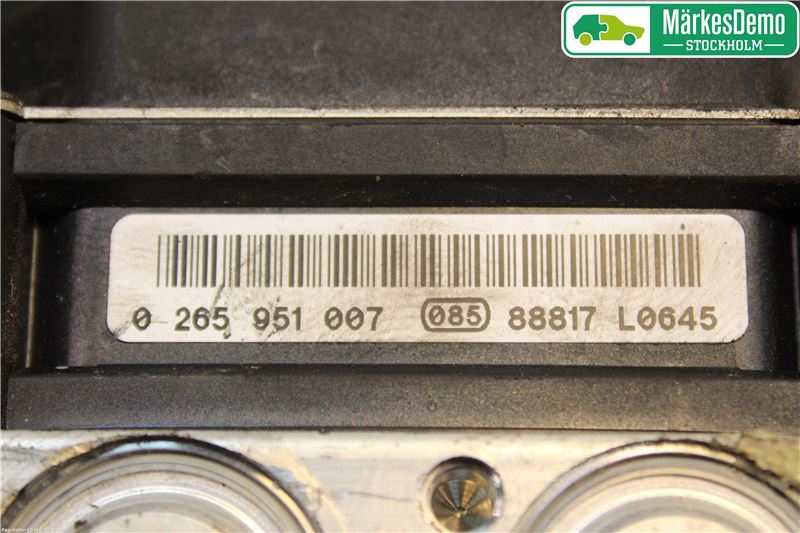 MärkesDemo
STOCKHOLM
0 265 951 007 085 88817 L0645